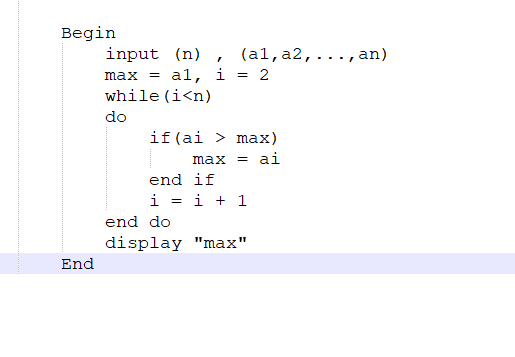 Begin
input (n) , (a1,a2,...,an)
max = a1, i = 2
while(i<n)
do
if(ai > max)
max = ai
end if
i = i + 1
end do
display "max"
End